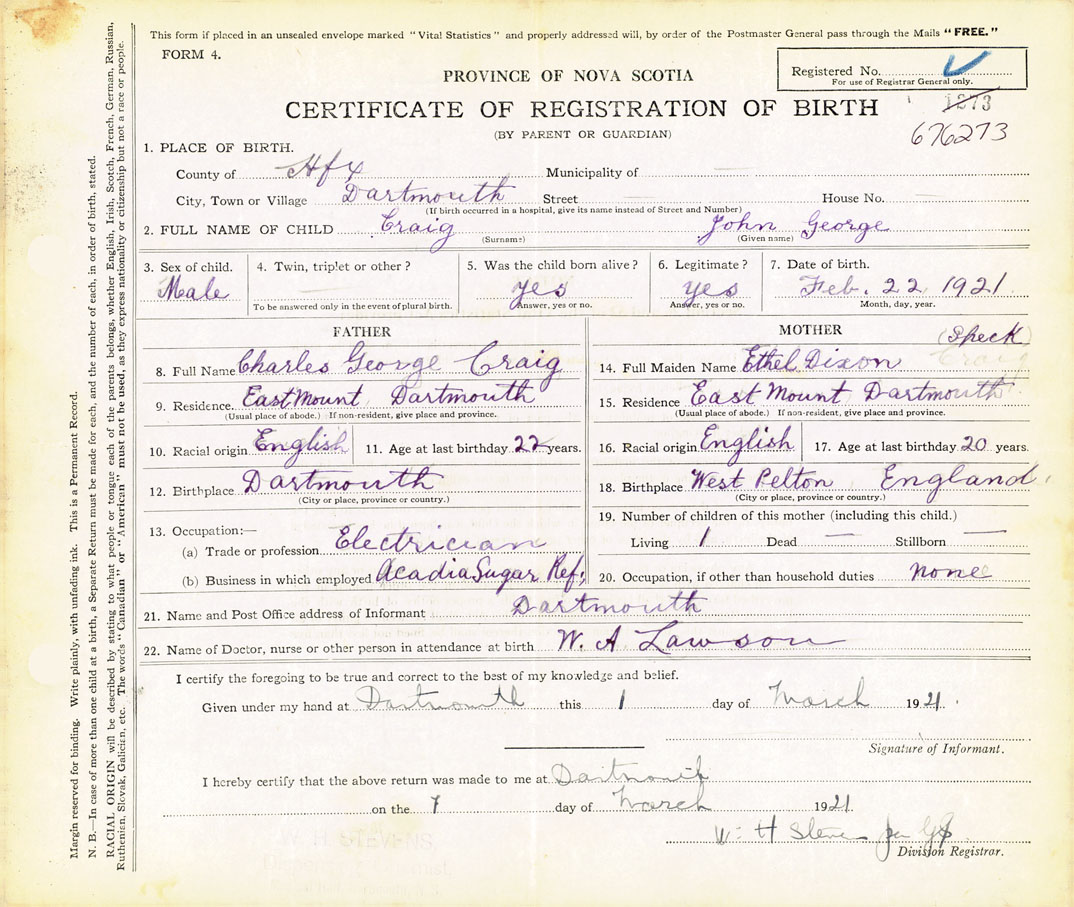 This form if placed in an unsealed envelope marked "Vital Statistics" and properly addressed will, by order of the Postmaster General pass through the Mails "FREE."
FORM 4.
PROVINCE OF NOVA SCOTIA
Registered No.
For use of Registrar General only.
CERTIFICATE OF REGISTRATION OF BIRTH
1273
(BY PARENT OR GUARDIAN)
676273
1. PLACE OF BIRTH.
County of Hfx Municipality of
City, Town or Village Dartmouth Street House No.
(If birth occurred in a hospital, give its name instead of Street and Number)
2. FULL NAME OF CHILD Craig John George
(Surname) (Given name)
3. Sex of child. 4. Twin, triplet or other? 5. Was the child born alive? 6. Legitimate? 7. Date of birth.
Male yes yes Feb. 22 1921
To be answered only in the event of plural birth. Answer, yes or no. Answer, yes or no. Month, day, year.
FATHER
8. Full Name Charles George Craig
9. Residence. East Mount Dartmouth
(Usual place of abode.) If non-resident, give place and province.
10. Racial origin English 11. Age at last birthday 22 years.
12. Birthplace Dartmouth
(City or place, province or country.)
13. Occupation:—
(a) Trade or profession Electrician
(b) Business in which employed Acadia Sugar Ref;
MOTHER
(Speck)
14. Full Maiden Name Ethel Dixon Craig
15. Residence East Mount Dartmouth
(Usual place of abode.) If non-resident, give place and province.
16. Racial origin English 17. Age at last birthday 20 years.
18. Birthplace West Pelton England
(City or place, province or country.)
19. Number of children of this mother (including this child.)
Living 1 Dead — Stillborn —
20. Occupation, if other than household duties none
21. Name and Post Office address of Informant Dartmouth
22. Name of Doctor, nurse or other person in attendance at birth W. A Lawson
I certify the foregoing to be true and correct to the best of my knowledge and belief.
Given under my hand at Dartmouth this 1 day of March 1921.
Signature of Informant.
I hereby certify that the above return was made to me at Dartmouth
on the 7 day of March 1921
Wm H Stevens
Division Registrar.
Margin reserved for binding. Write plainly, with unfading ink. This is a Permanent Record.
N. B.—In case of more than one child at a birth, a Separate Return must be made for each, and the number of each, in order of birth, stated.
RACIAL ORIGIN will be described by stating to what people or tongue each of the parents belongs, whether English, Irish, Scotch, French, German, Russian,
Ruthenian, Slovak, Galician, etc. The words "Canadian" or "American" must not be used, as they express nationality or citizenship but not a race or people.